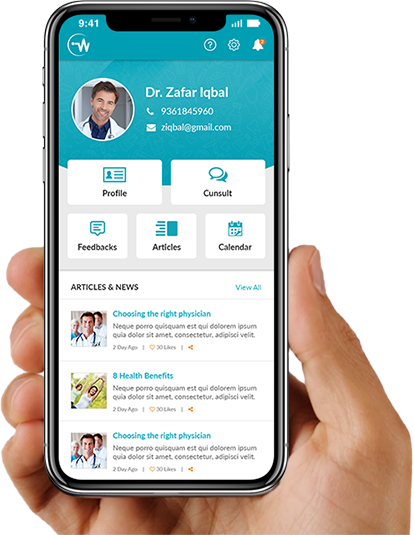 9:41
W
Dr. Zafar Iqbal
9361845960
ziqbal@gmail.com
Profile
Cunsult
Feedbacks
Articles
Calendar
ARTICLES & NEWS
View All
Choosing the right physician
Neque porro quisquam est qui dolorem ipsum
quia dolor sit amet, consectetur, adipisci velit.
2 Day Ago | 30 Likes |
8 Health Benefits
Neque porro quisquam est qui dolorem ipsum
quia dolor sit amet, consectetur, adipisci velit.
2 Day Ago | 30 Likes |
Choosing the right physician
Neque porro quisquam est qui dolorem ipsum
quia dolor sit amet, consectetur, adipisci velit.
2 Day Ago | 30 Likes |